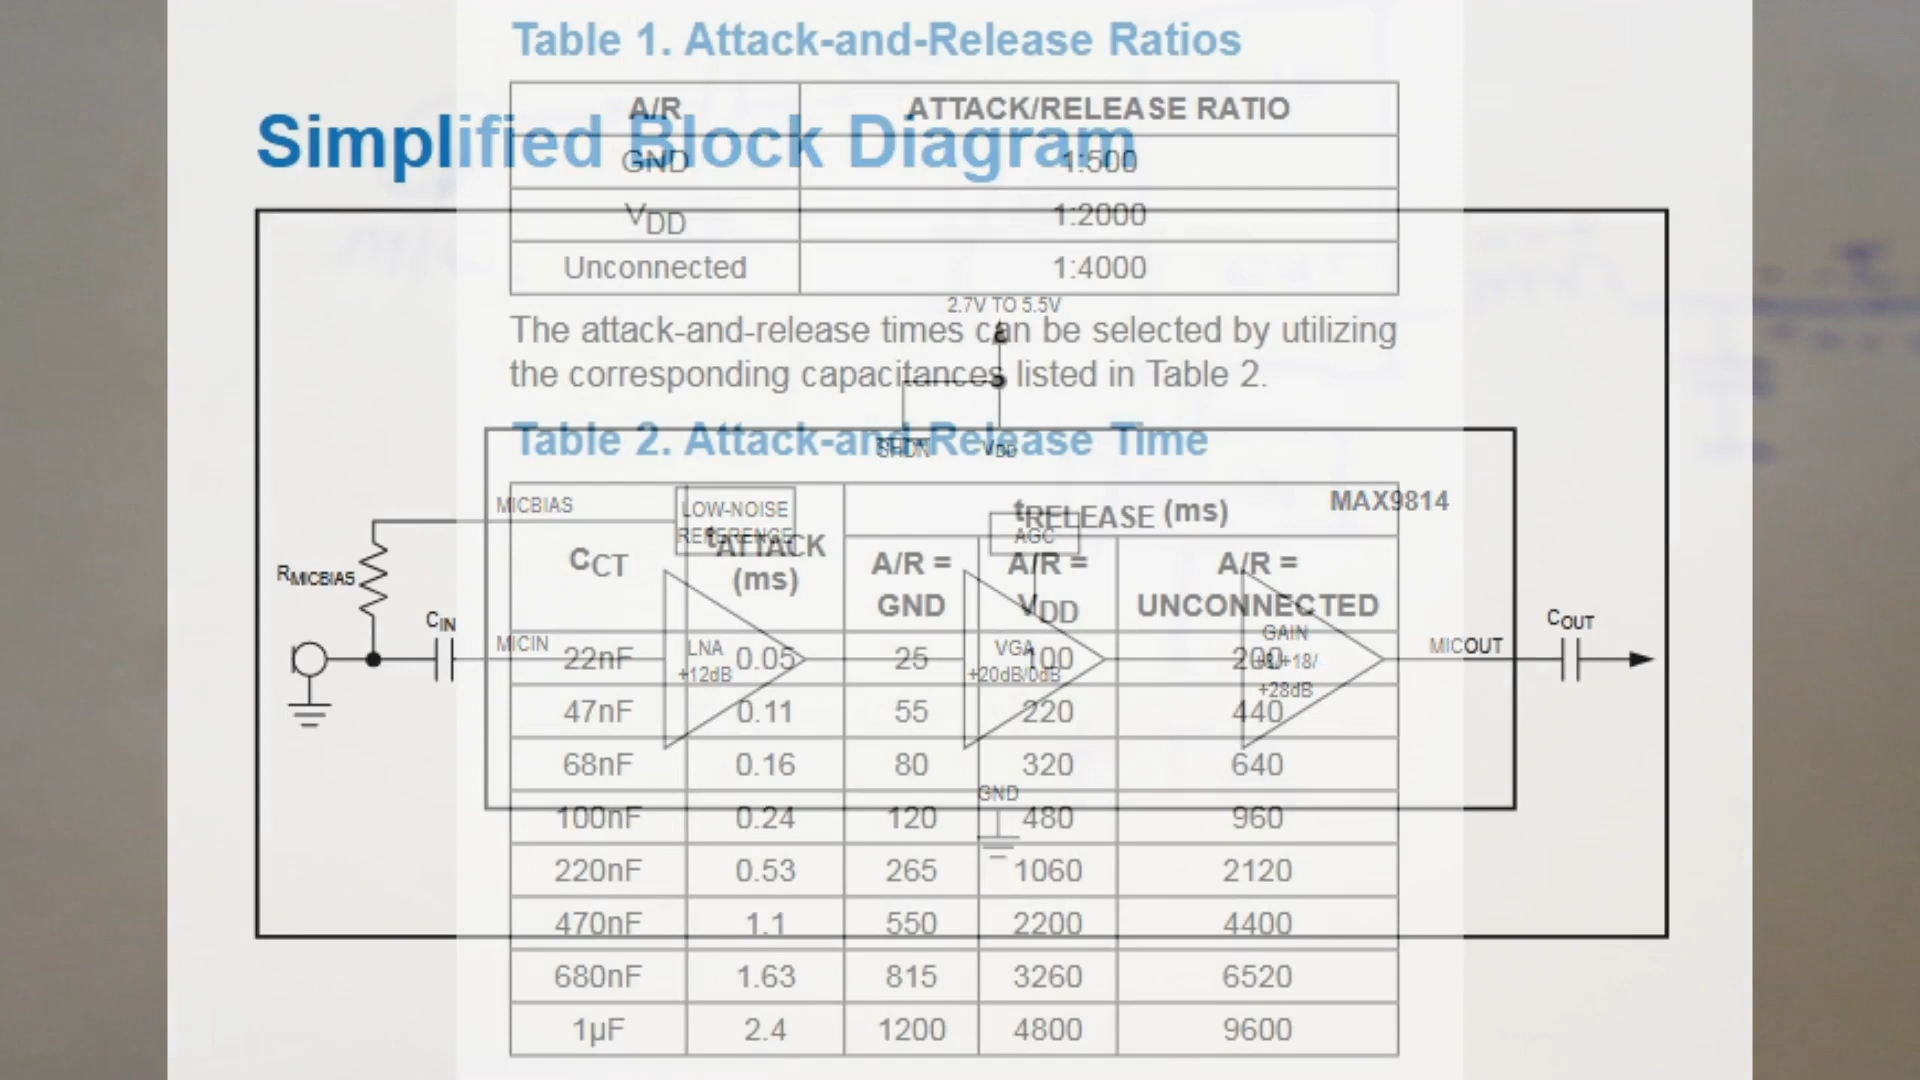 Table 1. Attack-and-Release Ratios
A/R ATTACK/RELEASE RATIO
GND 1:500
VDD 1:2000
Unconnected 1:4000
The attack-and-release times can be selected by utilizing
the corresponding capacitances listed in Table 2.
Table 2. Attack-and-Release Time
CCT tATTACK (ms) tRELEASE (ms)
A/R = GND A/R = VDD A/R = UNCONNECTED
22nF 0.05 25 100 200
47nF 0.11 55 220 440
68nF 0.16 80 320 640
100nF 0.24 120 480 960
220nF 0.53 265 1060 2120
470nF 1.1 550 2200 4400
680nF 1.63 815 3260 6520
1µF 2.4 1200 4800 9600
Simplified Block Diagram
2.7V TO 5.5V
SHDN VDD
MAX9814
MICBIAS
LOW-NOISE
REFERENCE
AGC
RMICBIAS
CIN
MICIN
LNA
+12dB
VGA
+20dB/0dB
GAIN
+8/+18/
+28dB
MICOUT
COUT
GND